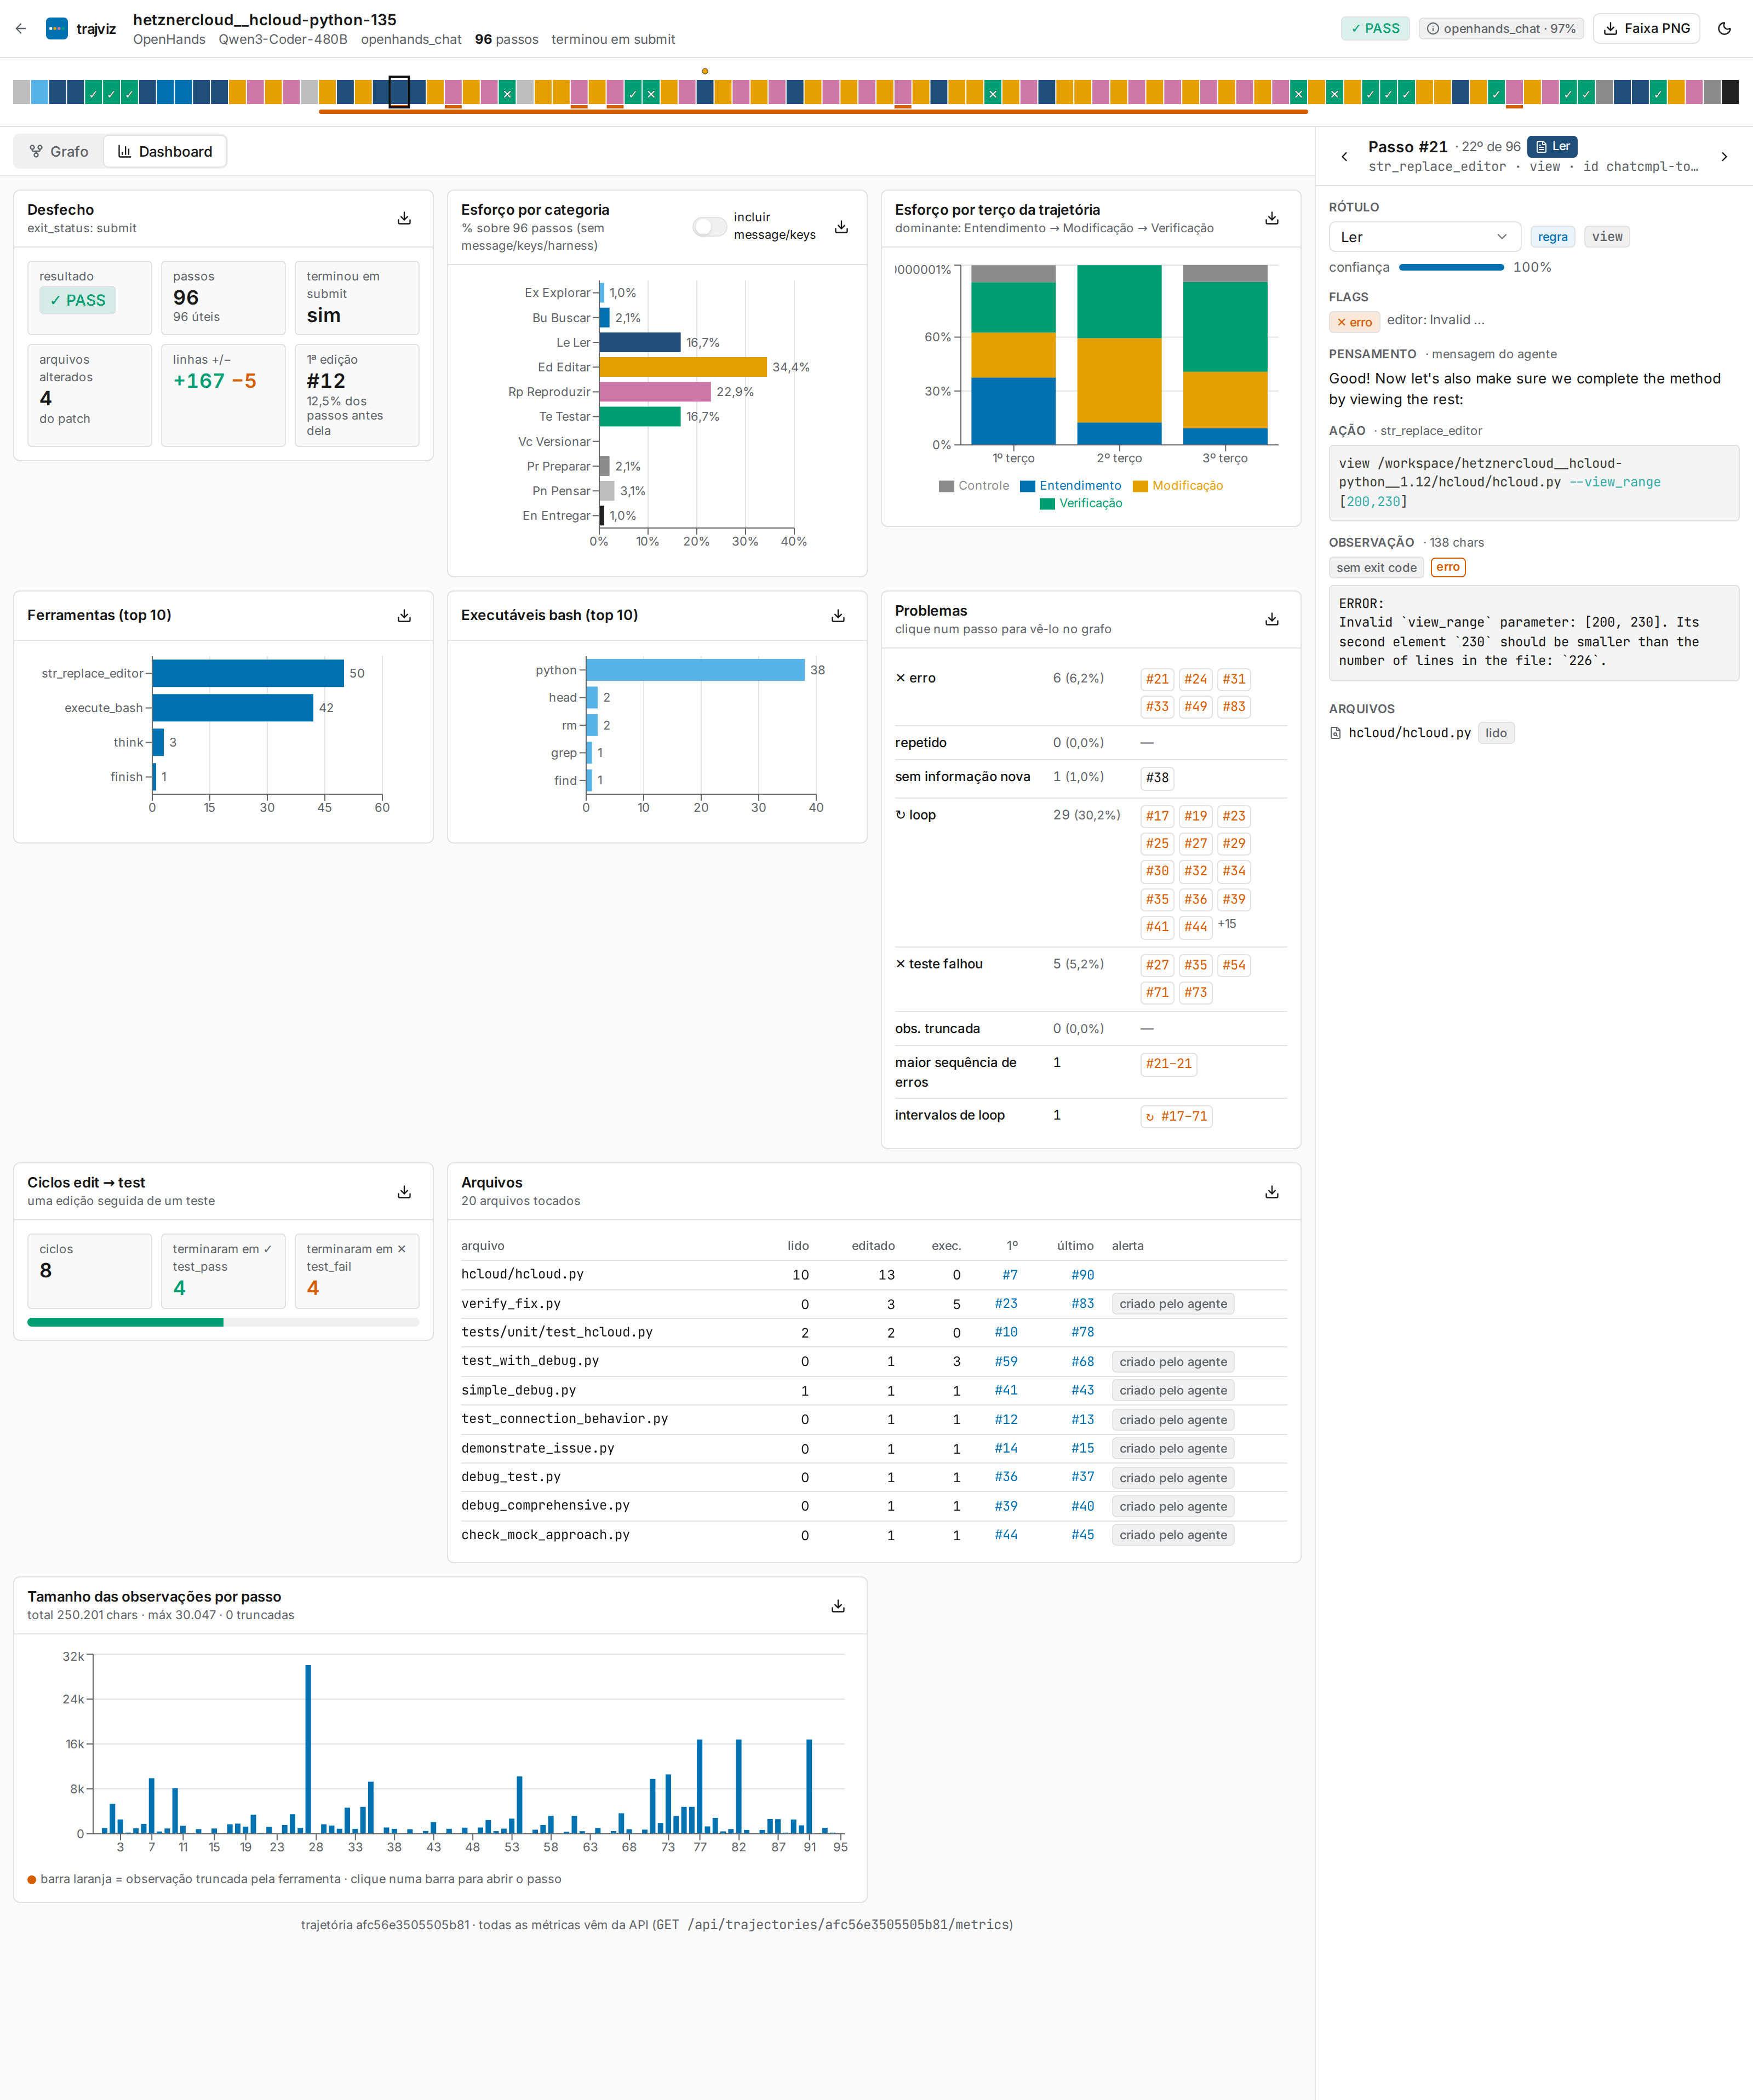 trajviz
hetznercloud__hcloud-python-135
OpenHands Qwen3-Coder-480B openhands_chat 96 passos terminou em submit
✓ PASS
openhands_chat · 97%
Faixa PNG
Grafo
Dashboard
Desfecho
exit_status: submit
resultado
✓ PASS
passos
96
96 úteis
terminou em
submit
sim
arquivos
alterados
4
do patch
linhas +/−
+167 −5
1ª edição
#12
12,5% dos
passos antes
dela
Esforço por categoria
% sobre 96 passos (sem
message/keys/harness)
incluir
message/keys
Ex Explorar 1,0%
Bu Buscar 2,1%
Le Ler 16,7%
Ed Editar 34,4%
Rp Reproduzir 22,9%
Te Testar 16,7%
Vc Versionar
Pr Preparar 2,1%
Pn Pensar 3,1%
En Entregar 1,0%
0% 10% 20% 30% 40%
Esforço por terço da trajetória
dominante: Entendimento → Modificação → Verificação
0000001%
60%
30%
0%
1º terço 2º terço 3º terço
Controle Entendimento Modificação
Verificação
Ferramentas (top 10)
str_replace_editor 50
execute_bash 42
think 3
finish 1
0 15 30 45 60
Executáveis bash (top 10)
python 38
head 2
rm 2
grep 1
find 1
0 10 20 30 40
Problemas
clique num passo para vê-lo no grafo
✕ erro 6 (6,2%) #21 #24 #31
#33 #49 #83
repetido 0 (0,0%) —
sem informação nova 1 (1,0%) #38
↻ loop 29 (30,2%) #17 #19 #23
#25 #27 #29
#30 #32 #34
#35 #36 #39
#41 #44 +15
✕ teste falhou 5 (5,2%) #27 #35 #54
#71 #73
obs. truncada 0 (0,0%) —
maior sequência de
erros 1 #21–21
intervalos de loop 1 ↻ #17–71
Ciclos edit → test
uma edição seguida de um teste
ciclos
8
terminaram em ✓
test_pass
4
terminaram em ✕
test_fail
4
Arquivos
20 arquivos tocados
arquivo lido editado exec. 1º último alerta
hcloud/hcloud.py 10 13 0 #7 #90
verify_fix.py 0 3 5 #23 #83 criado pelo agente
tests/unit/test_hcloud.py 2 2 0 #10 #78
test_with_debug.py 0 1 3 #59 #68 criado pelo agente
simple_debug.py 1 1 1 #41 #43 criado pelo agente
test_connection_behavior.py 0 1 1 #12 #13 criado pelo agente
demonstrate_issue.py 0 1 1 #14 #15 criado pelo agente
debug_test.py 0 1 1 #36 #37 criado pelo agente
debug_comprehensive.py 0 1 1 #39 #40 criado pelo agente
check_mock_approach.py 0 1 1 #44 #45 criado pelo agente
Tamanho das observações por passo
total 250.201 chars · máx 30.047 · 0 truncadas
32k
24k
16k
8k
0
3 7 11 15 19 23 28 33 38 43 48 53 58 63 68 73 77 82 87 91 95
barra laranja = observação truncada pela ferramenta · clique numa barra para abrir o passo
trajetória afc56e3505505b81 · todas as métricas vêm da API (GET /api/trajectories/afc56e3505505b81/metrics)
Passo #21 · 22º de 96 Ler
str_replace_editor · view · id chatcmpl-to…
RÓTULO
Ler regra view
confiança 100%
FLAGS
✕ erro editor: Invalid …
PENSAMENTO · mensagem do agente
Good! Now let's also make sure we complete the method
by viewing the rest:
AÇÃO · str_replace_editor
view /workspace/hetznercloud__hcloud-
python__1.12/hcloud/hcloud.py --view_range
[200,230]
OBSERVAÇÃO · 138 chars
sem exit code erro
ERROR:
Invalid `view_range` parameter: [200, 230]. Its
second element `230` should be smaller than the
number of lines in the file: `226`.
ARQUIVOS
hcloud/hcloud.py lido